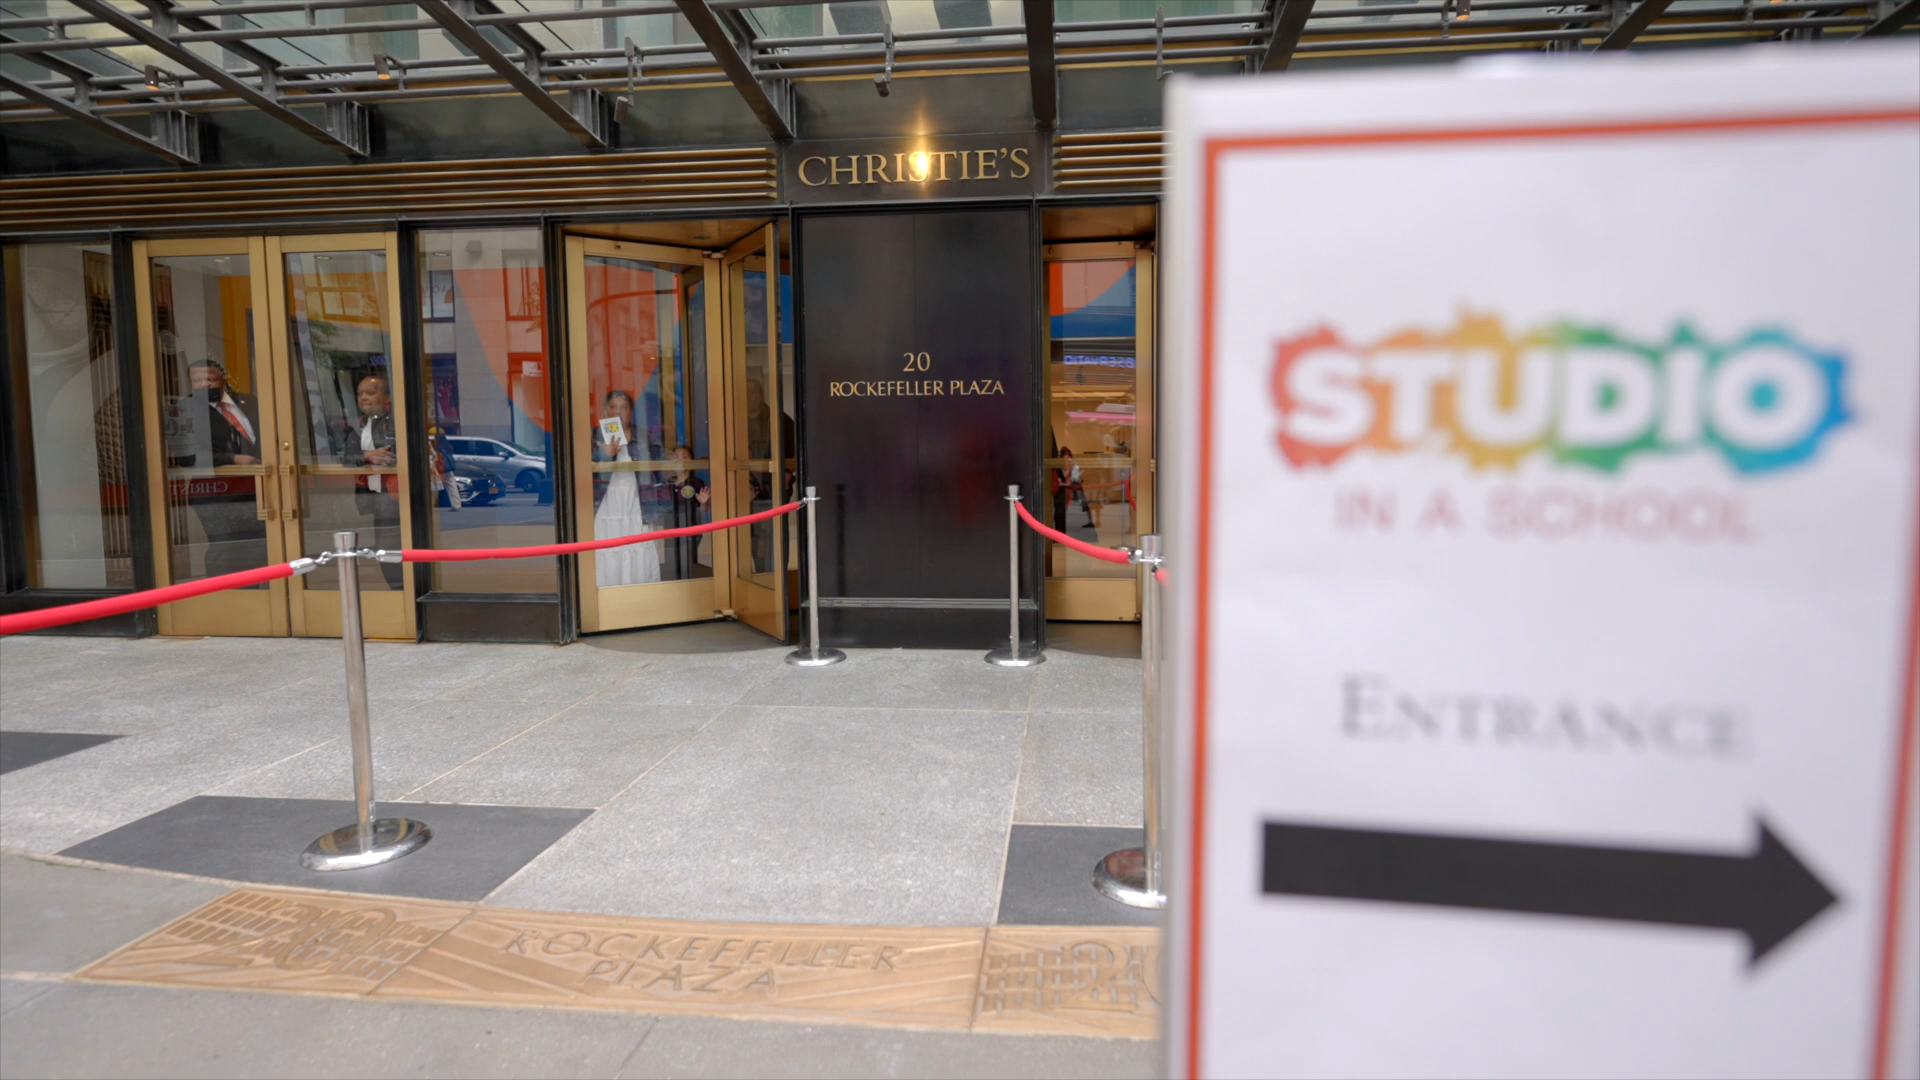 CHRISTIE'S
20
ROCKEFELLER PLAZA
STUDIO
IN A SCHOOL
ENTRANCE
ROCKEFELLER
PLAZA